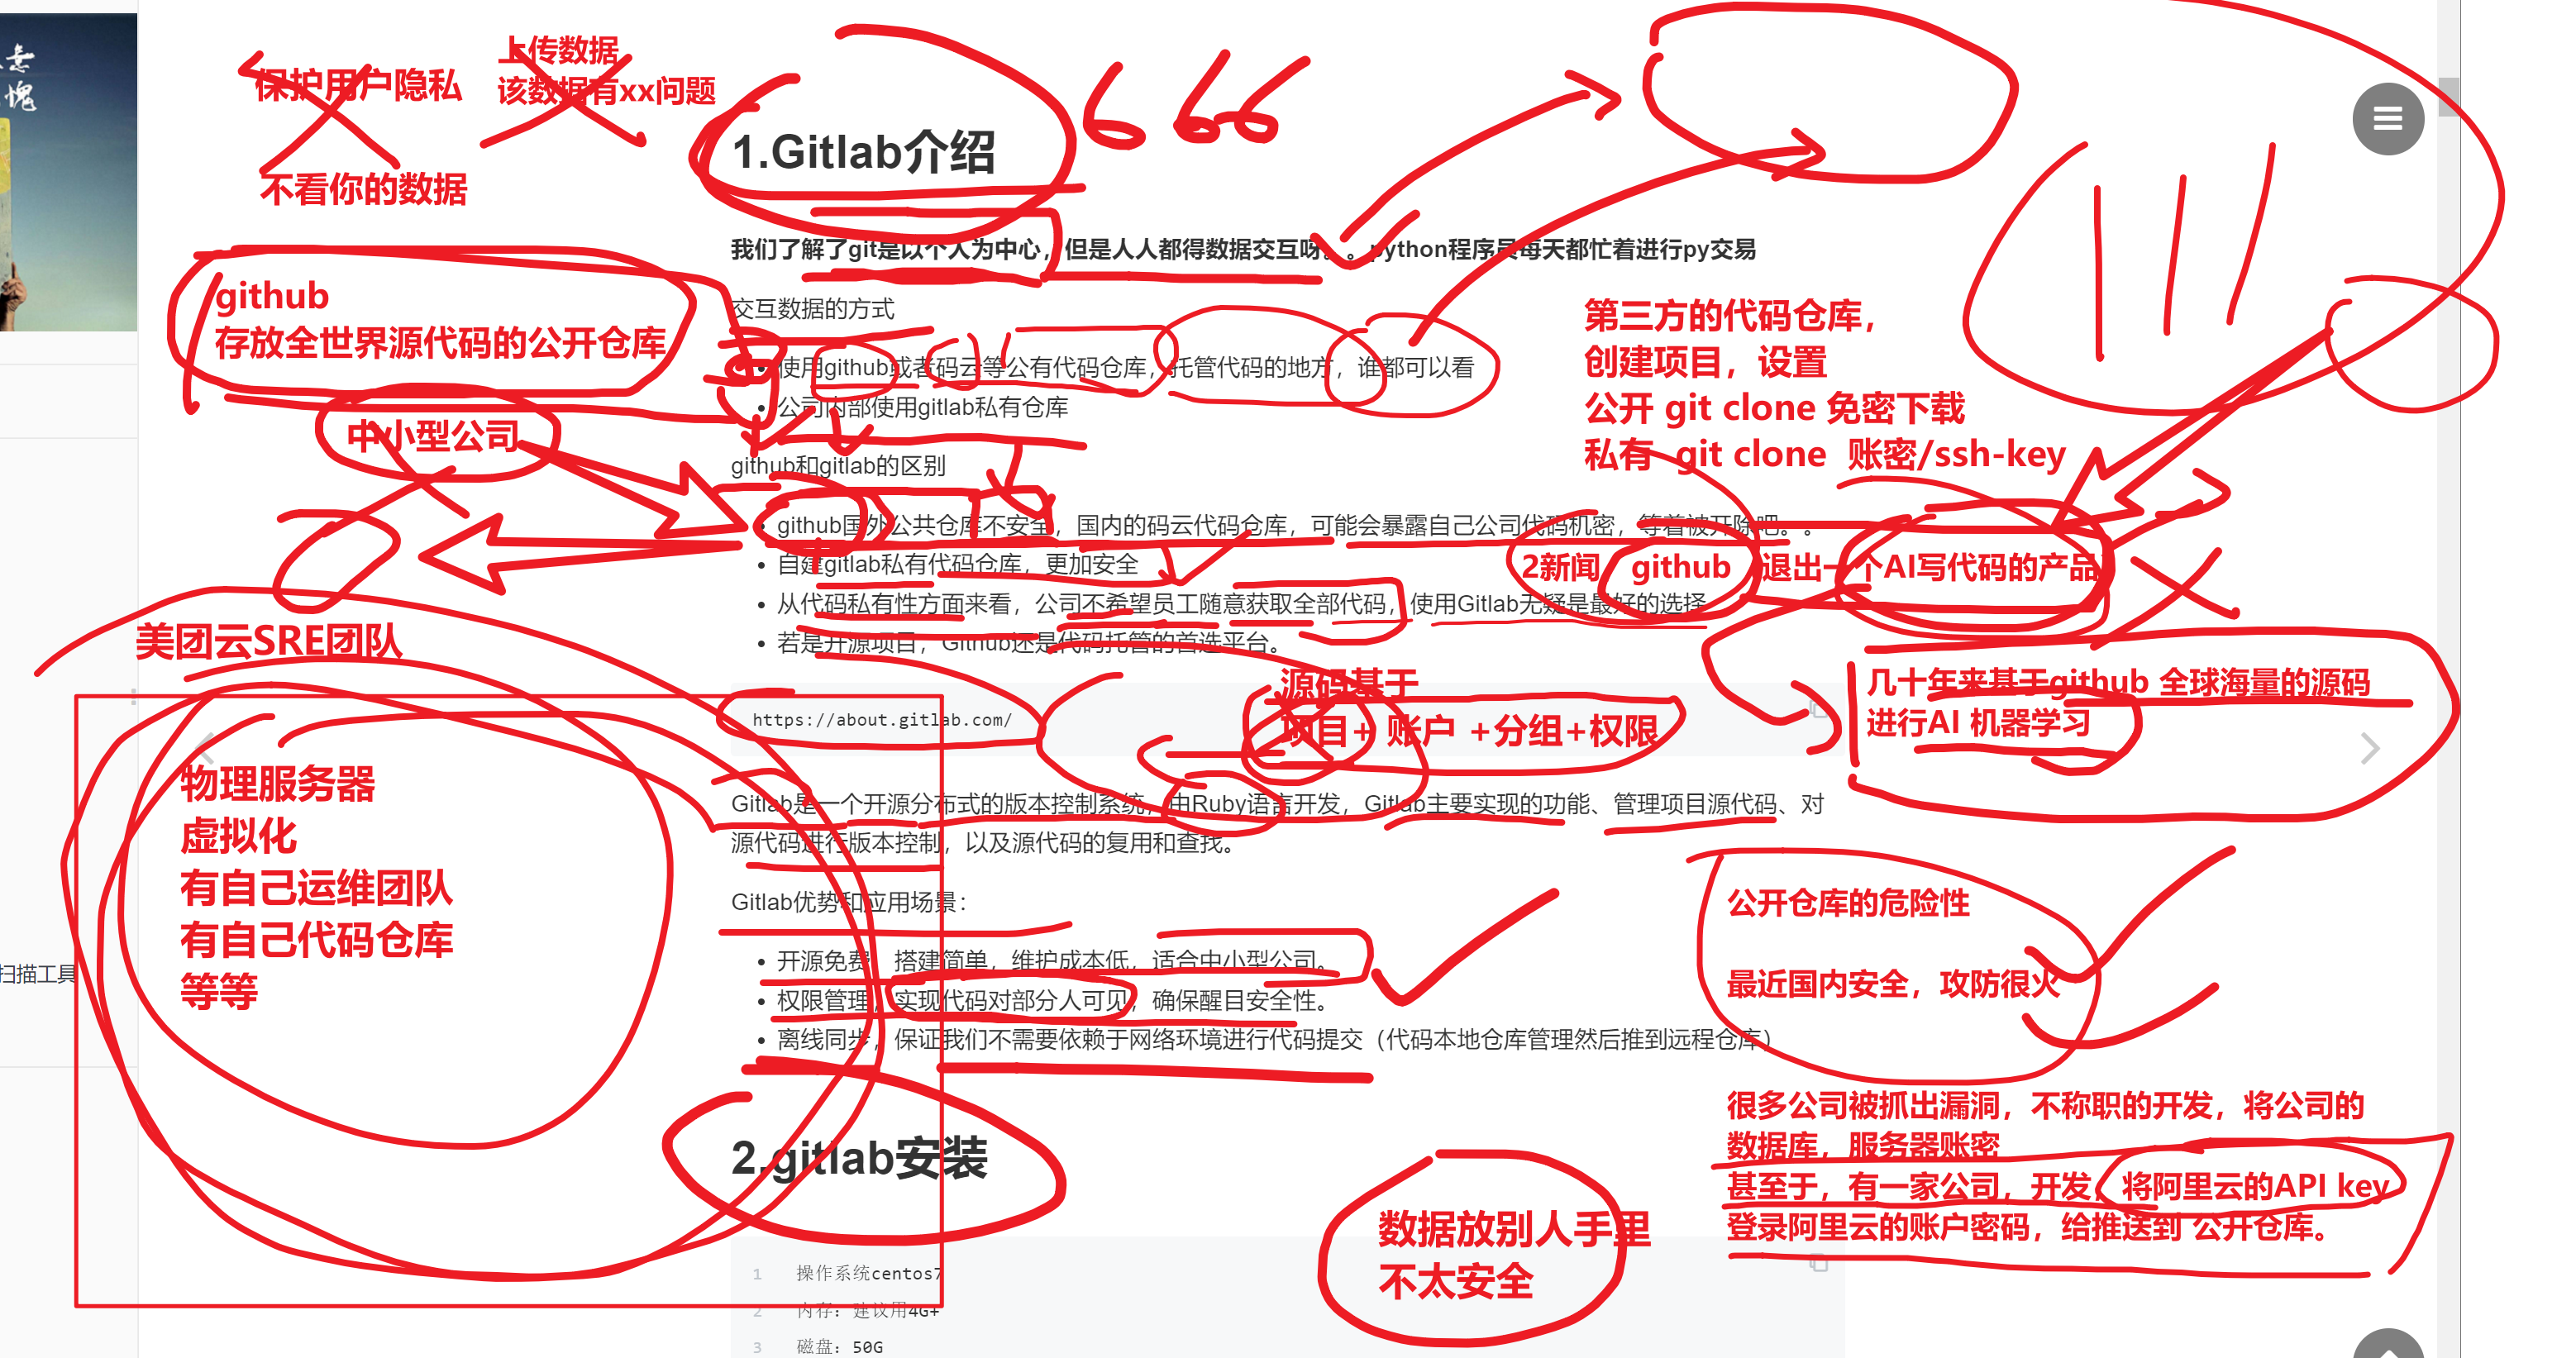 無
愧
保护用户隐私
上传数据
该数据有xx问题
不看你的数据
666
1.Gitlab介绍
我们了解了git是以个人为中心，但是人人都得数据交互呀。。python程序员每天都忙着进行py交易
github
存放全世界源代码的公开仓库
中小型公司
交互数据的方式
使用github或者码云等公有代码仓库，托管代码的地方，谁都可以看
公司内部使用gitlab私有仓库
第三方的代码仓库，
创建项目，设置
公开 git clone 免密下载
私有 git clone 账密/ssh-key
github和gitlab的区别
github国外公共仓库不安全，国内的码云代码仓库，可能会暴露自己公司代码机密，等着被开除吧。。
自建gitlab私有代码仓库，更加安全
从代码私有性方面来看，公司不希望员工随意获取全部代码，使用Gitlab无疑是最好的选择
若是开源项目，Github还是代码托管的首选平台。
2新闻 github 退出一个AI写代码的产品
几十年来基于github 全球海量的源码
进行AI 机器学习
美团云SRE团队
物理服务器
虚拟化
有自己运维团队
有自己代码仓库
等等
扫描工具
源码基于
项目+ 账户 +分组+权限
https://about.gitlab.com/
Gitlab是一个开源分布式的版本控制系统，由Ruby语言开发，Gitlab主要实现的功能、管理项目源代码、对
源代码进行版本控制，以及源代码的复用和查找。
Gitlab优势和应用场景：
开源免费，搭建简单，维护成本低，适合中小型公司。
权限管理，实现代码对部分人可见，确保醒目安全性。
离线同步，保证我们不需要依赖于网络环境进行代码提交（代码本地仓库管理然后推到远程仓库）
公开仓库的危险性
最近国内安全，攻防很火
很多公司被抓出漏洞，不称职的开发，将公司的
数据库，服务器账密
甚至于，有一家公司，开发，将阿里云的API key
登录阿里云的账户密码，给推送到 公开仓库。
2.gitlab安装
数据放别人手里
不太安全
1 操作系统centos7
2 内存：建议用4G+
3 磁盘：50G